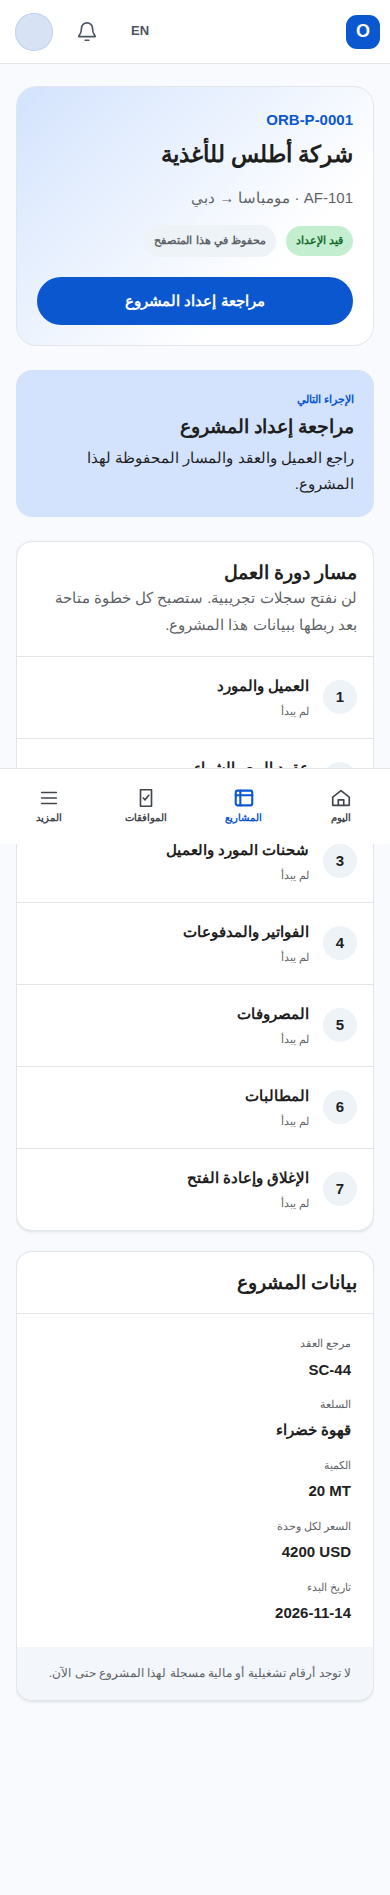 O
EN
ORB-P-0001
شركة أطلس للأغذية
AF-101 · مومباسا → دبي
قيد الإعداد
محفوظ في هذا المتصفح
مراجعة إعداد المشروع
الإجراء التالي
مراجعة إعداد المشروع
راجع العميل والعقد والمسار المحفوظة لهذا
المشروع.
مسار دورة العمل
لن نفتح سجلات تجريبية. ستصبح كل خطوة متاحة
بعد ربطها ببيانات هذا المشروع.
1
العميل والمورد
لم يبدأ
اليوم
المشاريع
الموافقات
المزيد
3
شحنات المورد والعميل
لم يبدأ
4
الفواتير والمدفوعات
لم يبدأ
5
المصروفات
لم يبدأ
6
المطالبات
لم يبدأ
7
الإغلاق وإعادة الفتح
لم يبدأ
بيانات المشروع
مرجع العقد
SC-44
السلعة
قهوة خضراء
الكمية
20 MT
السعر لكل وحدة
4200 USD
تاريخ البدء
2026-11-14
لا توجد أرقام تشغيلية أو مالية مسجلة لهذا المشروع حتى الآن.